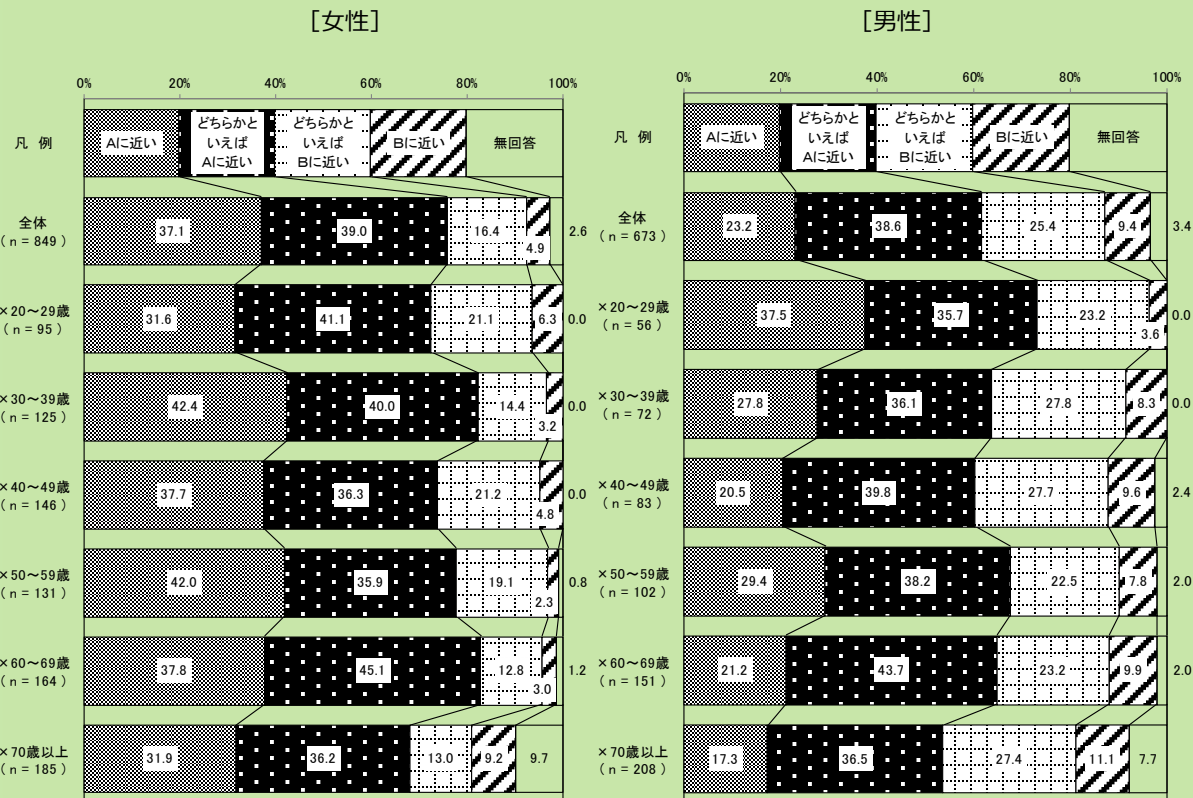 [女性]
0% 20% 40% 60% 80% 100%
凡 例
Aに近い
どちらかと
いえば
Aに近い
どちらかと
いえば
Bに近い
Bに近い
無回答
全体
( n = 849 )
37.1 39.0 16.4 4.9 2.6
×20～29歳
( n = 95 )
31.6 41.1 21.1 6.3 0.0
×30～39歳
( n = 125 )
42.4 40.0 14.4 3.2 0.0
×40～49歳
( n = 146 )
37.7 36.3 21.2 4.8 0.0
×50～59歳
( n = 131 )
42.0 35.9 19.1 2.3 0.8
×60～69歳
( n = 164 )
37.8 45.1 12.8 3.0 1.2
×70歳以上
( n = 185 )
31.9 36.2 13.0 9.2 9.7
[男性]
0% 20% 40% 60% 80% 100%
凡 例
Aに近い
どちらかと
いえば
Aに近い
どちらかと
いえば
Bに近い
Bに近い
無回答
全体
( n = 673 )
23.2 38.6 25.4 9.4 3.4
×20～29歳
( n = 56 )
37.5 35.7 23.2 3.6 0.0
×30～39歳
( n = 72 )
27.8 36.1 27.8 8.3 0.0
×40～49歳
( n = 83 )
20.5 39.8 27.7 9.6 2.4
×50～59歳
( n = 102 )
29.4 38.2 22.5 7.8 2.0
×60～69歳
( n = 151 )
21.2 43.7 23.2 9.9 2.0
×70歳以上
( n = 208 )
17.3 36.5 27.4 11.1 7.7